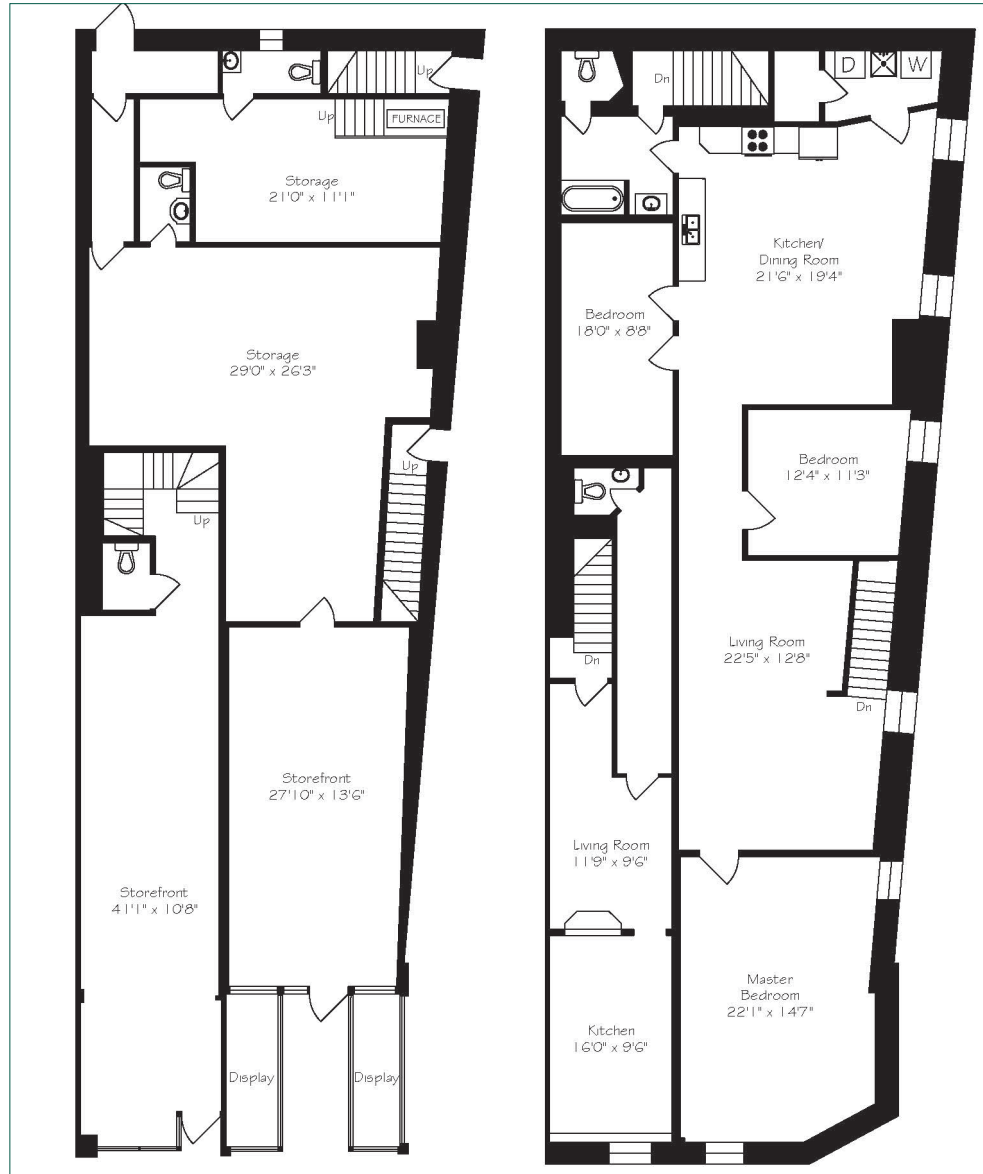 Up
Up
FURNACE
Storage
21'0" x 11'1"
Storage
29'0" x 26'3"
Up
Up
Storefront
27'10" x 13'6"
Storefront
41'1" x 10'8"
Display
Display
Dn
D
W
Kitchen/
Dining Room
21'6" x 19'4"
Bedroom
18'0" x 8'8"
Bedroom
12'4" x 11'3"
Living Room
22'5" x 12'8"
Dn
Dn
Living Room
11'9" x 9'6"
Master
Bedroom
22'1" x 14'7"
Kitchen
16'0" x 9'6"